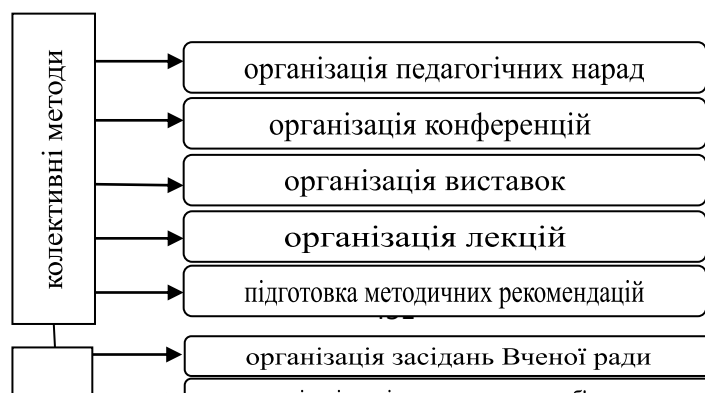 колективні методи
організація педагогічних нарад
організація конференцій
організація виставок
організація лекцій
підготовка методичних рекомендацій
організація засідань Вченої ради